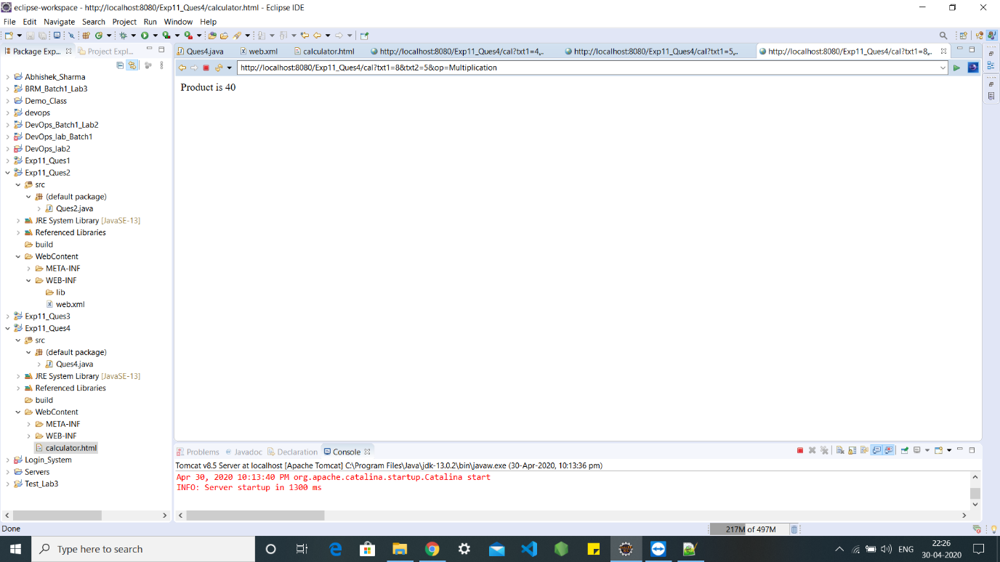 eclipse-workspace - http://localhost:8080/Exp11_Ques4/calculator.html - Eclipse IDE
File Edit Navigate Search Project Run Window Help
Package Exp... Project Expl...
Ques4.java web.xml calculator.html http://localhost:8080/Exp11_Ques4/cal?txt1=4,.. http://localhost:8080/Exp11_Ques4/cal?txt1=5,.. http://localhost:8080/Exp11_Ques4/cal?txt1=8,..
http://localhost:8080/Exp11_Ques4/cal?txt1=8&txt2=5&op=Multiplication
Product is 40
Abhishek_Sharma
BRM_Batch1_Lab3
Demo_Class
devops
DevOps_Batch1_Lab2
DevOps_lab_Batch1
DevOps_lab2
Exp11_Ques1
Exp11_Ques2
src
(default package)
Ques2.java
JRE System Library [JavaSE-13]
Referenced Libraries
build
WebContent
META-INF
WEB-INF
lib
web.xml
Exp11_Ques3
Exp11_Ques4
src
(default package)
Ques4.java
JRE System Library [JavaSE-13]
Referenced Libraries
build
WebContent
META-INF
WEB-INF
calculator.html
Login_System
Servers
Test_Lab3
Problems Javadoc Declaration Console
Tomcat v8.5 Server at localhost [Apache Tomcat] C:\Program Files\Java\jdk-13.0.2\bin\javaw.exe (30-Apr-2020, 10:13:36 pm)
Apr 30, 2020 10:13:40 PM org.apache.catalina.startup.Catalina start
INFO: Server startup in 1300 ms
Done
217M of 497M
Type here to search
ENG
22:26
30-04-2020